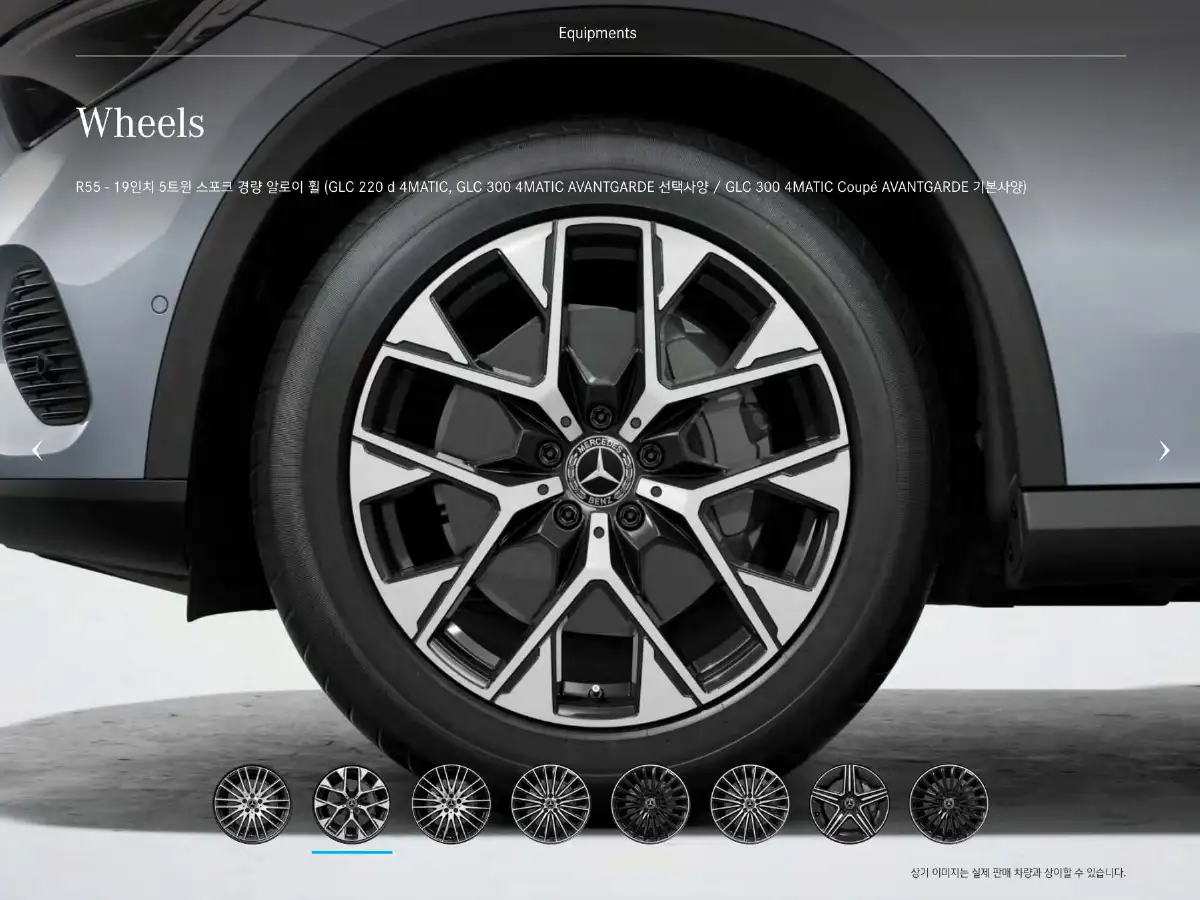 Equipments
Wheels
R55 - 19인치 5트윈 스포크 경량 알로이 휠 (GLC 220 d 4MATIC, GLC 300 4MATIC AVANTGARDE 선택사양 / GLC 300 4MATIC Coupé AVANTGARDE 기본사양)
MERCEDES
BENZ
상기 이미지는 실제 판매 차량과 상이할 수 있습니다.